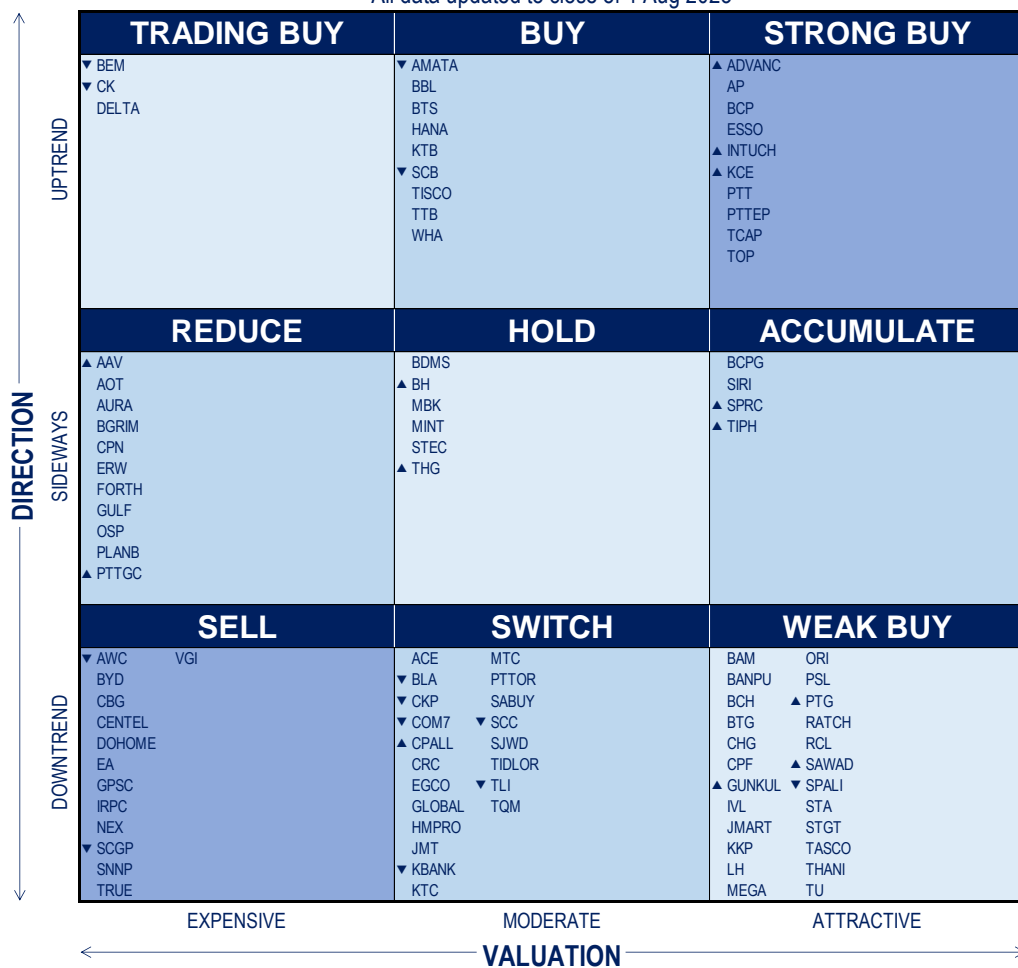 TRADING BUY
▼ BEM
▼ CK
DELTA
BUY
▼ AMATA
BBL
BTS
HANA
KTB
▼ SCB
TISCO
TTB
WHA
STRONG BUY
▲ ADVANC
AP
BCP
ESSO
▲ INTUCH
▲ KCE
PTT
PTTEP
TCAP
TOP
UPTREND
REDUCE
▲ AAV
AOT
AURA
BGRIM
CPN
ERW
FORTH
GULF
OSP
PLANB
▲ PTTGC
HOLD
BDMS
▲ BH
MBK
MINT
STEC
▲ THG
ACCUMULATE
BCPG
SIRI
▲ SPRC
▲ TIPH
DIRECTION
SIDEWAYS
SELL
▼ AWC VGI
BYD
CBG
CENTEL
DOHOME
EA
GPSC
IRPC
NEX
▼ SCGP
SNNP
TRUE
SWITCH
ACE MTC
▼ BLA PTTOR
▼ CKP SABUY
▼ COM7 ▼ SCC
▲ CPALL SJWD
CRC TIDLOR
EGCO ▼ TLI
GLOBAL TQM
HMPRO
JMT
▼ KBANK
KTC
WEAK BUY
BAM ORI
BANPU PSL
BCH ▲ PTG
BTG RATCH
CHG RCL
CPF ▲ SAWAD
▲ GUNKUL ▼ SPALI
IVL STA
JMART STGT
KKP TASCO
LH THANI
MEGA TU
DOWNTREND
EXPENSIVE MODERATE ATTRACTIVE
VALUATION